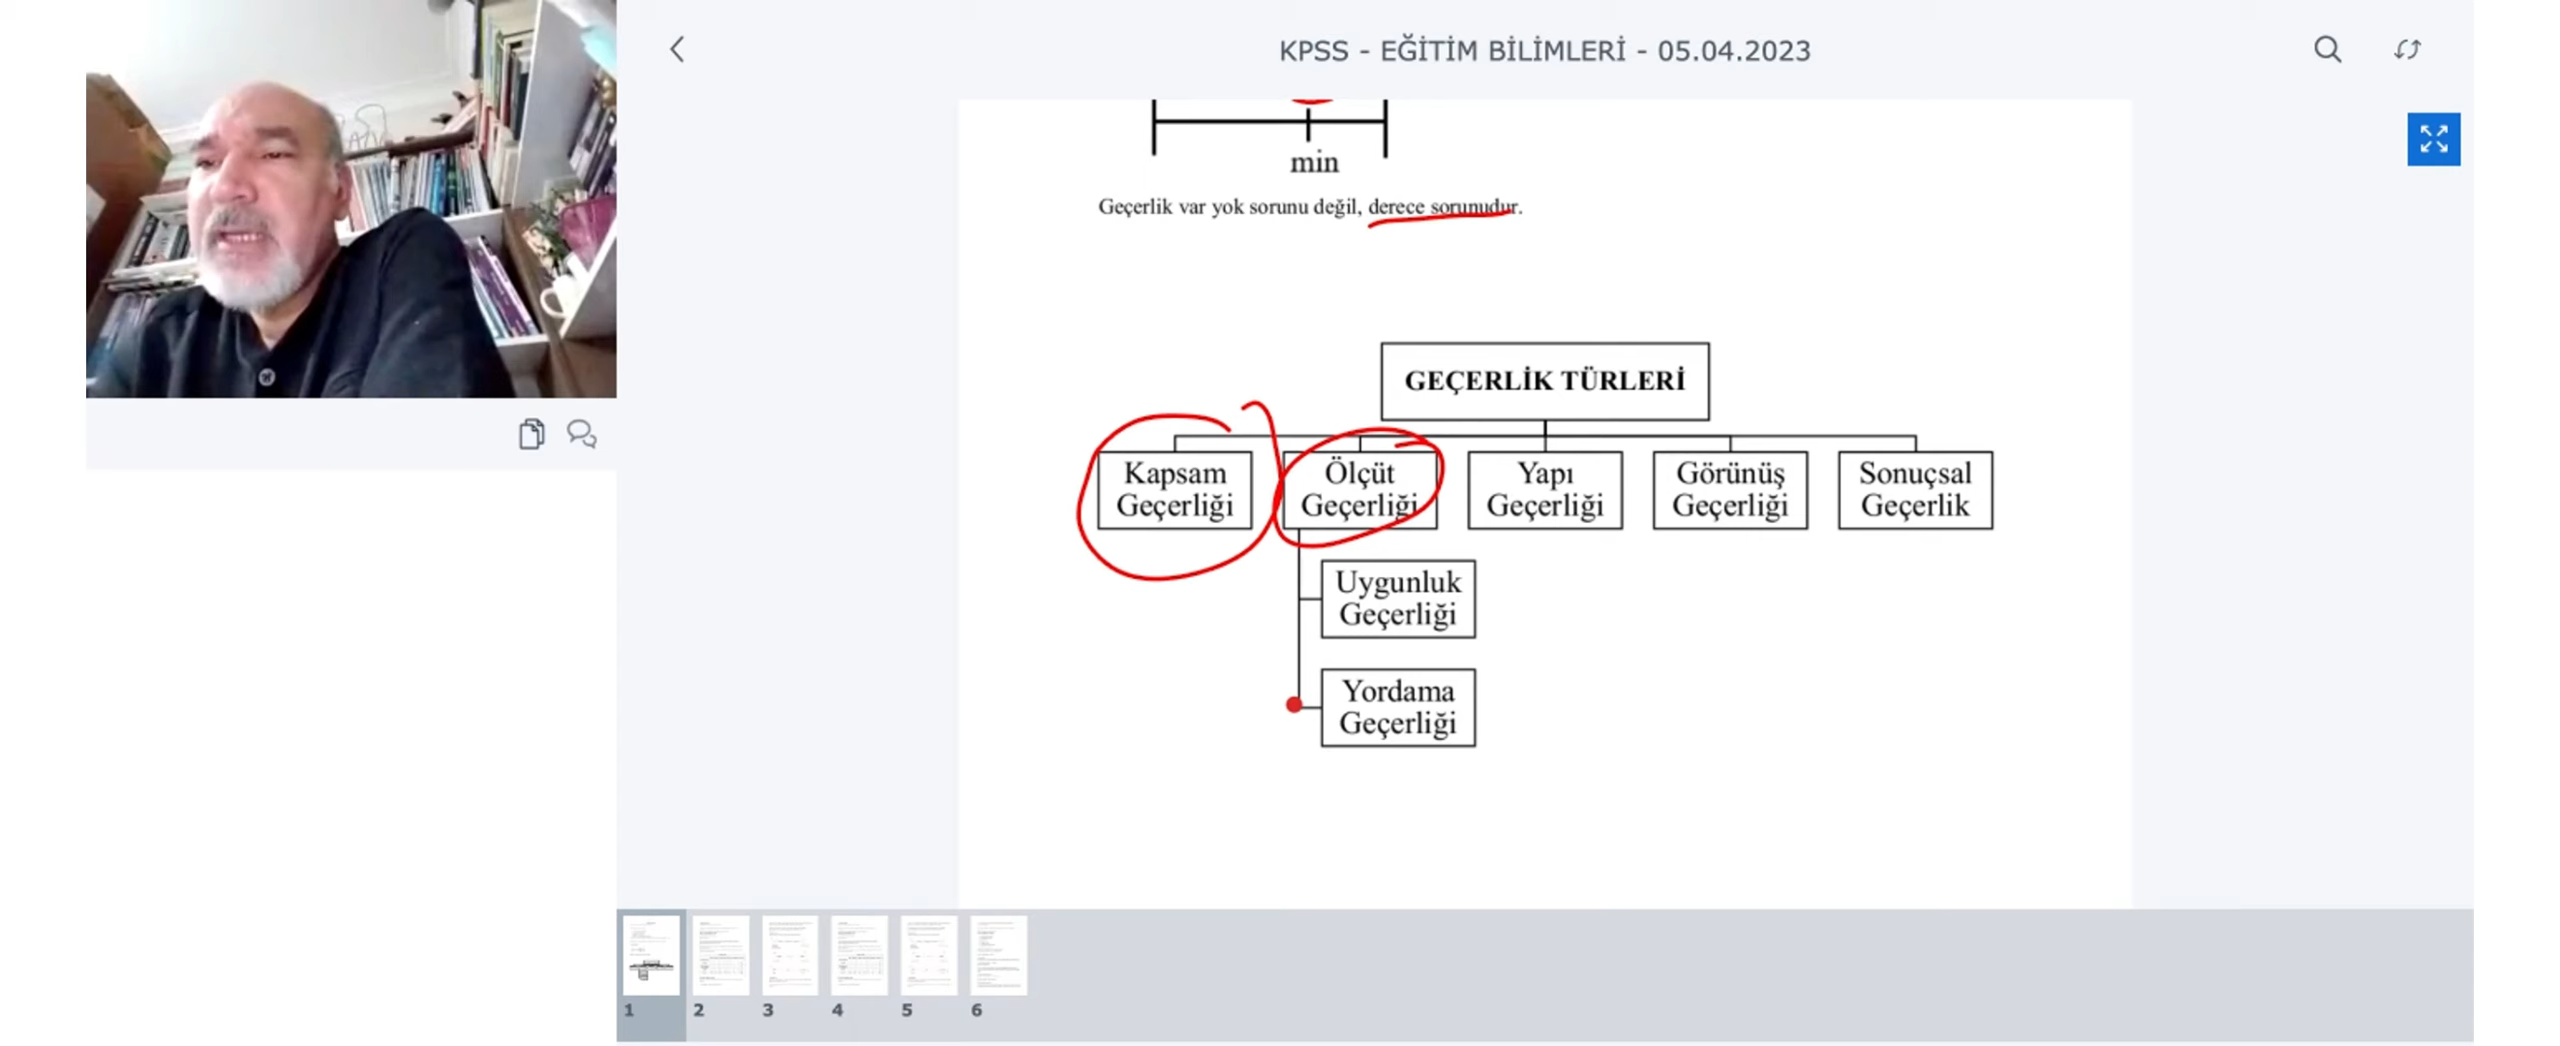 KPSS - EĞİTİM BİLİMLERİ - 05.04.2023
min
Geçerlik var yok sorunu değil, derece sorunudur.
GEÇERLİK TÜRLERİ
Kapsam
Geçerliği
Ölçüt
Geçerliği
Yapı
Geçerliği
Görünüş
Geçerliği
Sonuçsal
Geçerlik
Uygunluk
Geçerliği
Yordama
Geçerliği
1 2 3 4 5 6